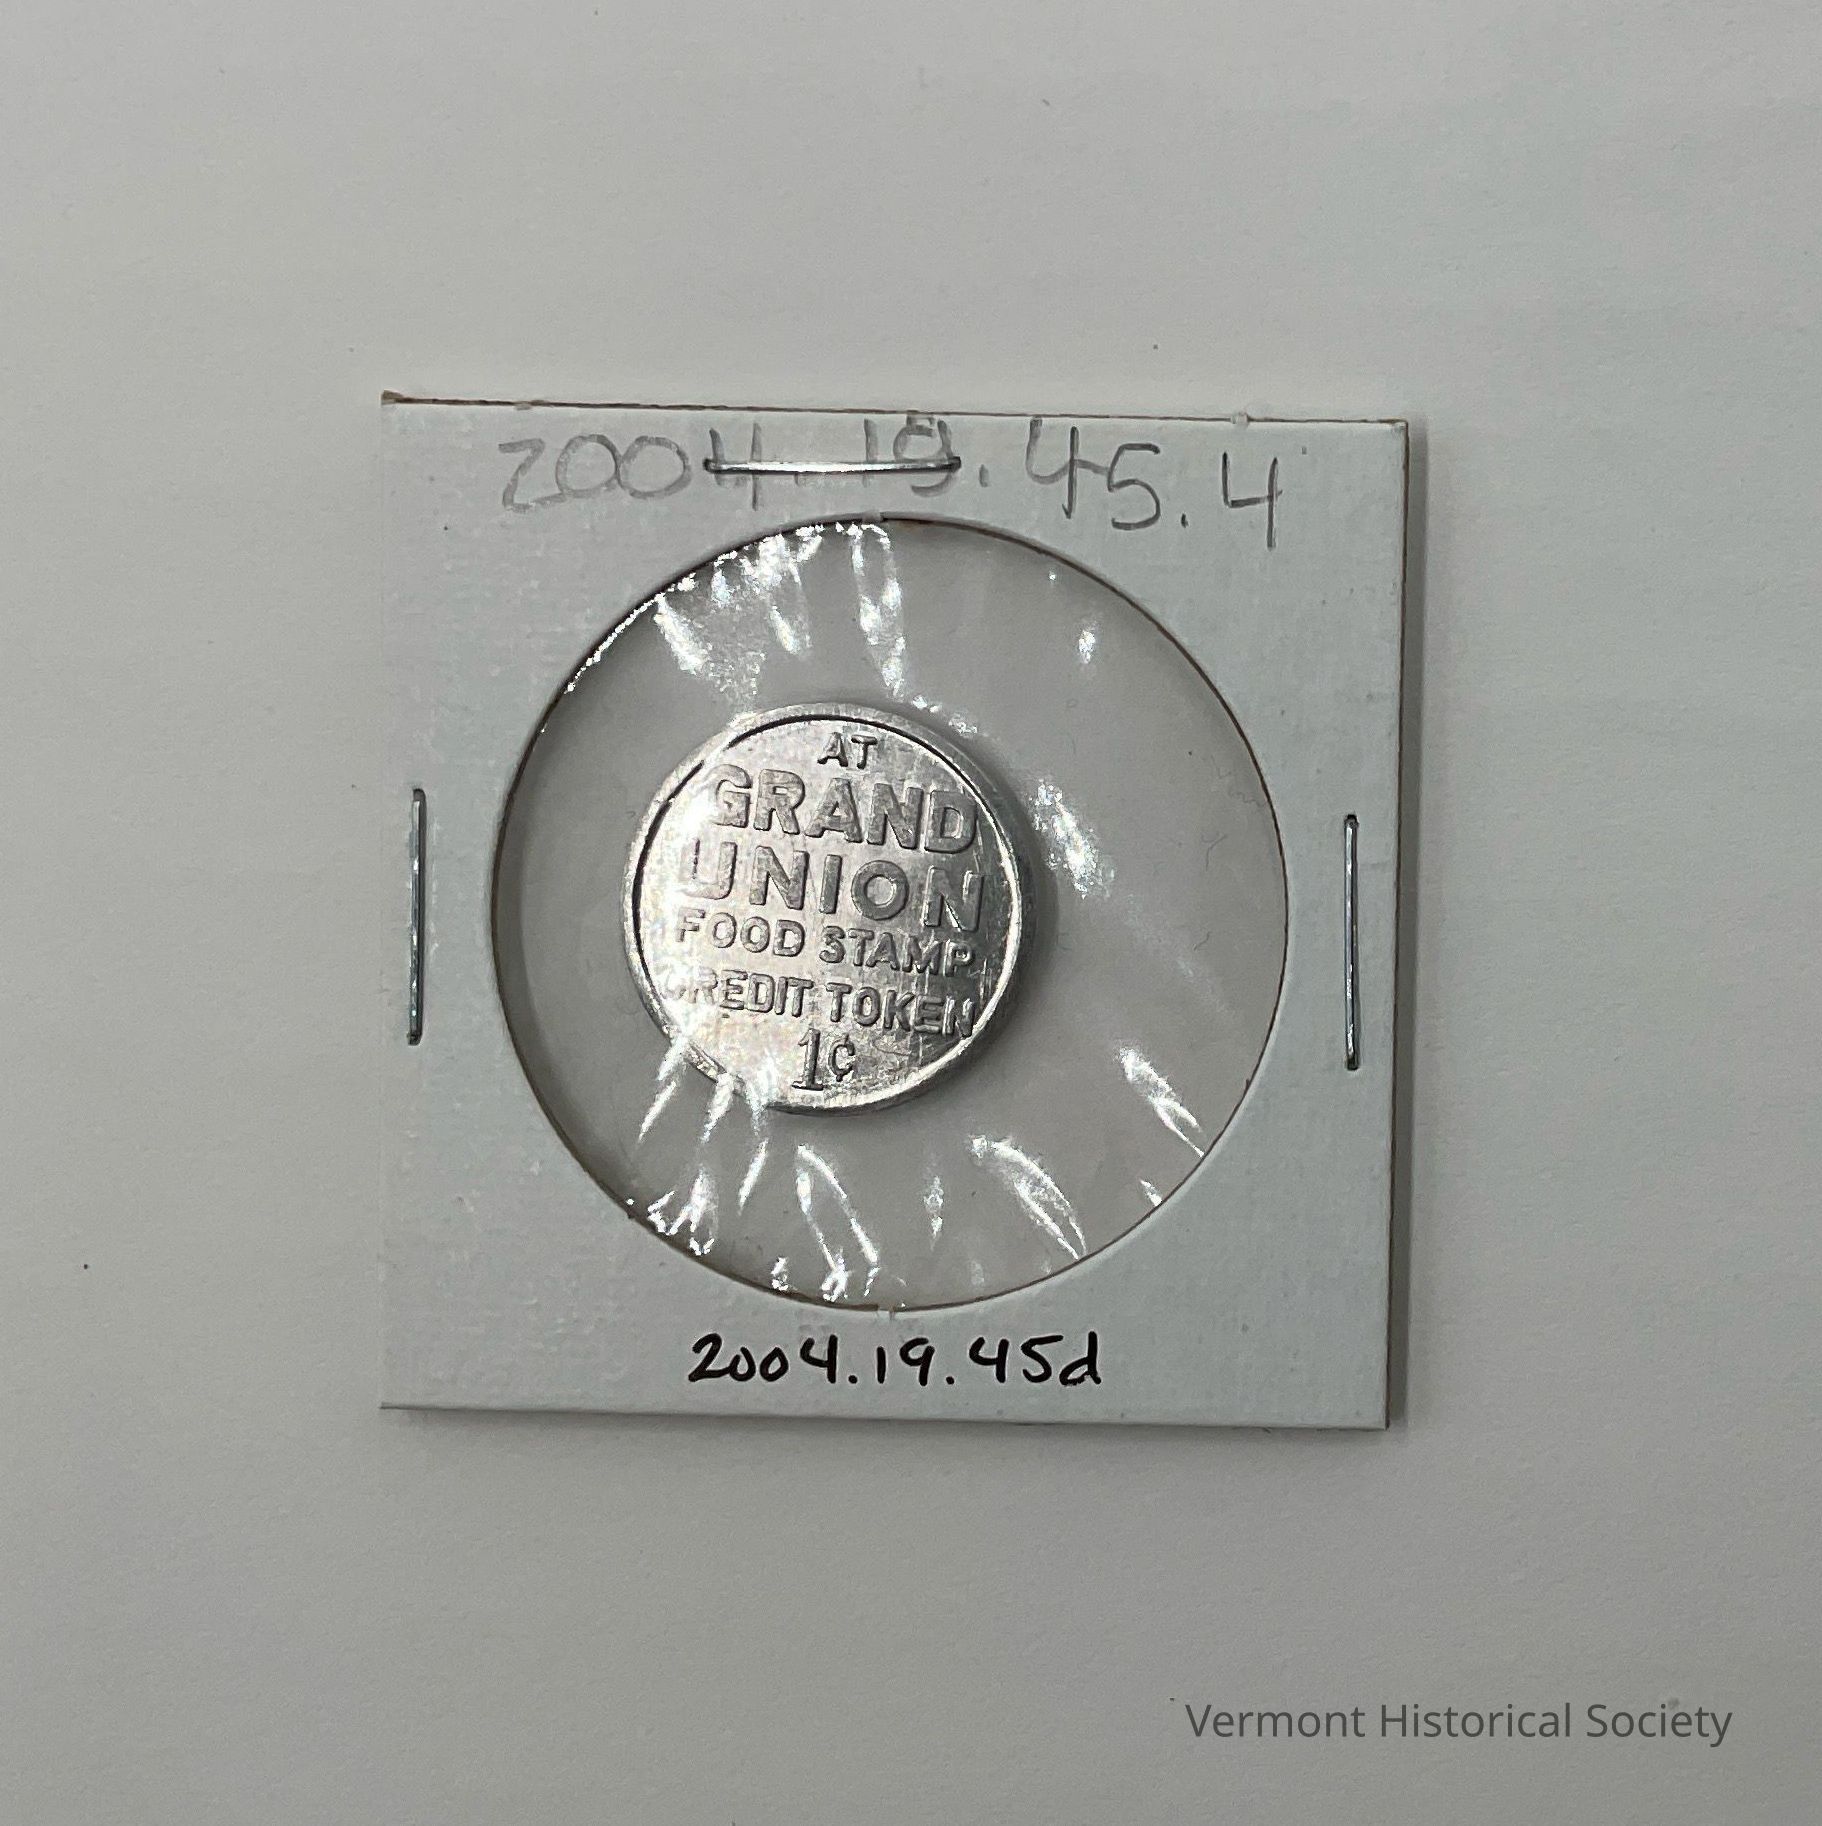 2004.19.45.4
AT
GRAND
UNION
FOOD STAMP
CREDIT TOKEN
1¢
2004.19.45d
Vermont Historical Society